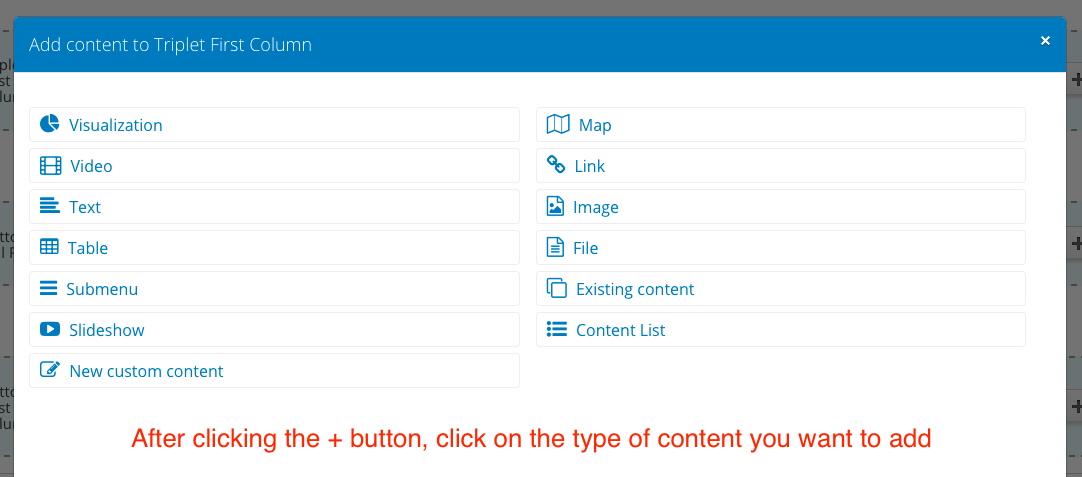 Add content to Triplet First Column
×
Visualization
Map
Video
Link
Text
Image
Table
File
Submenu
Existing content
Slideshow
Content List
New custom content
After clicking the + button, click on the type of content you want to add